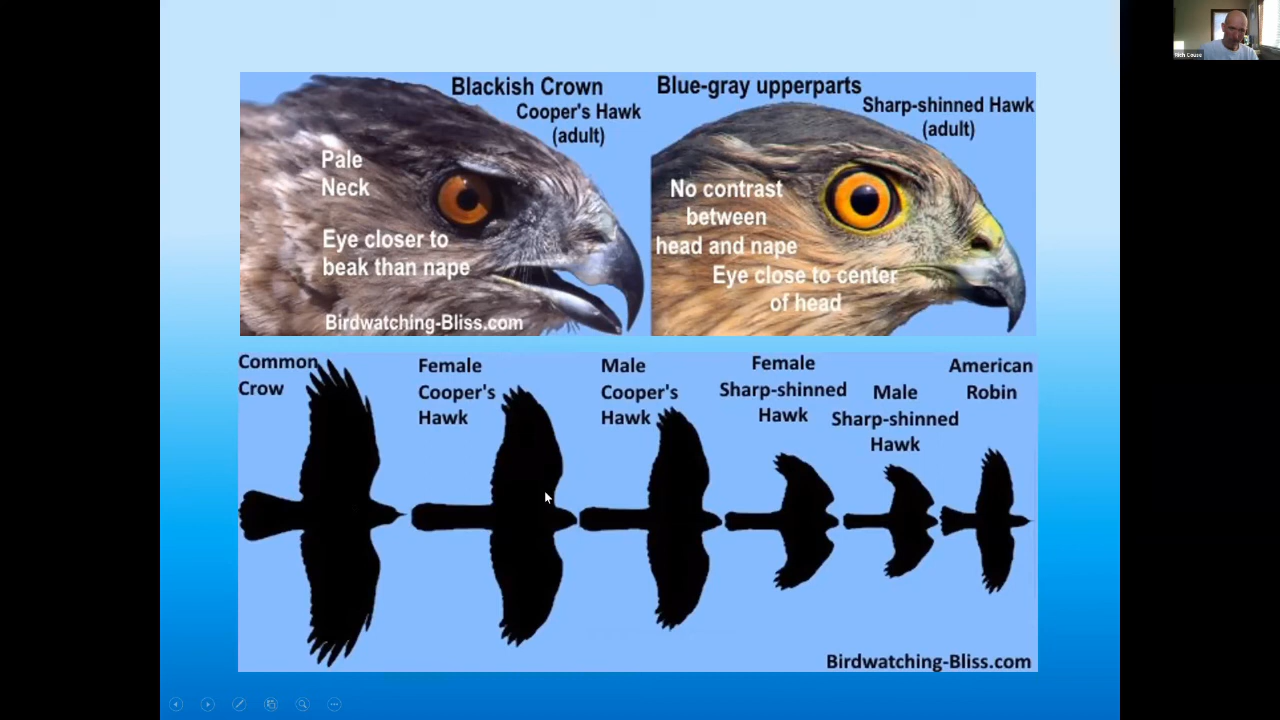 Blackish Crown
Cooper's Hawk
(adult)
Pale
Neck
Eye closer to
beak than nape
Birdwatching-Bliss.com
Blue-gray upperparts
Sharp-shinned Hawk
(adult)
No contrast
between
head and nape
Eye close to center
of head
Common
Crow
Female
Cooper's
Hawk
Male
Cooper's
Hawk
Female
Sharp-shinned
Hawk
Male
Sharp-shinned
Hawk
American
Robin
Birdwatching-Bliss.com
Rich Couse